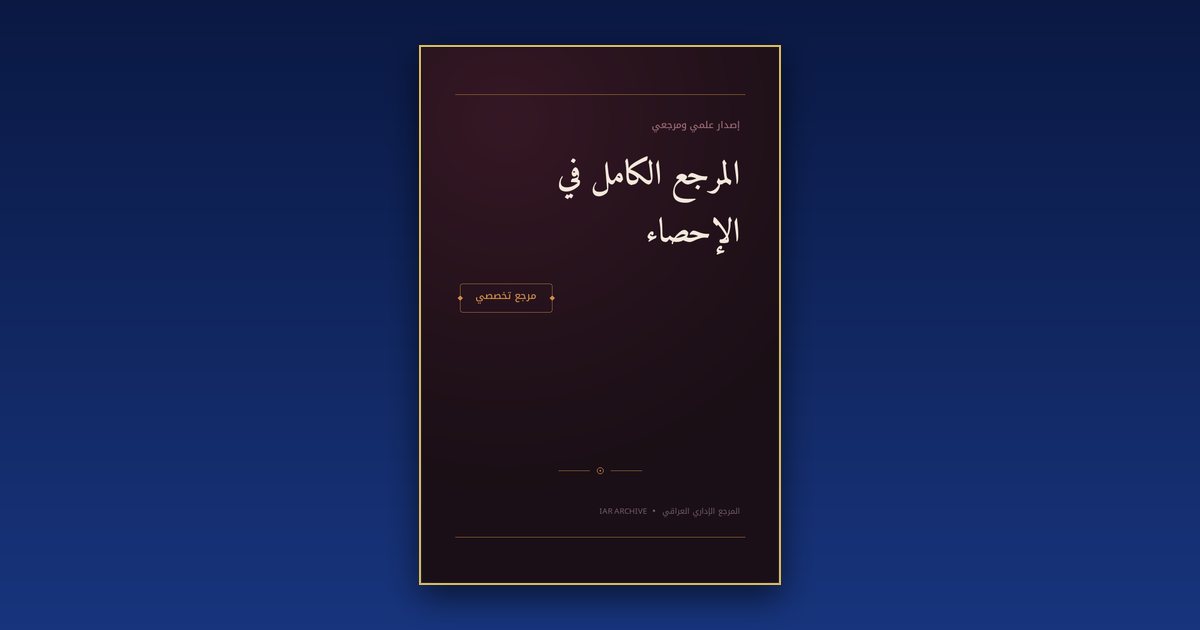 إصدار علمي ومرجعي
المرجع الكامل في
الإحصاء
مرجع تخصصي
المرجع الإداري العراقي • IAR ARCHIVE